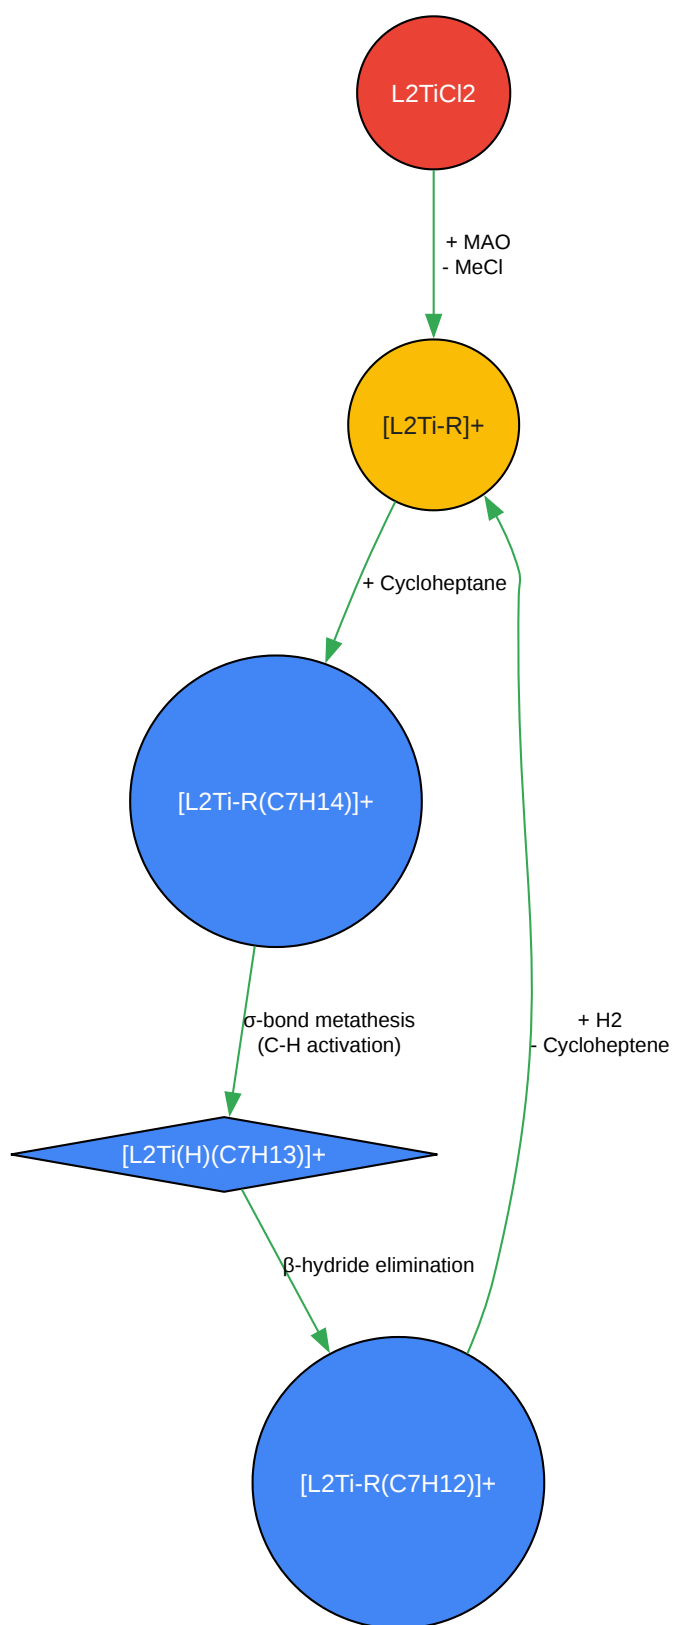 L2TiCl2
+ MAO
- MeCl
[L2Ti-R]+
+ Cycloheptane
[L2Ti-R(C7H14)]+
σ-bond metathesis
(C-H activation)
+ H2
- Cycloheptene
[L2Ti(H)(C7H13)]+
β-hydride elimination
[L2Ti-R(C7H12)]+